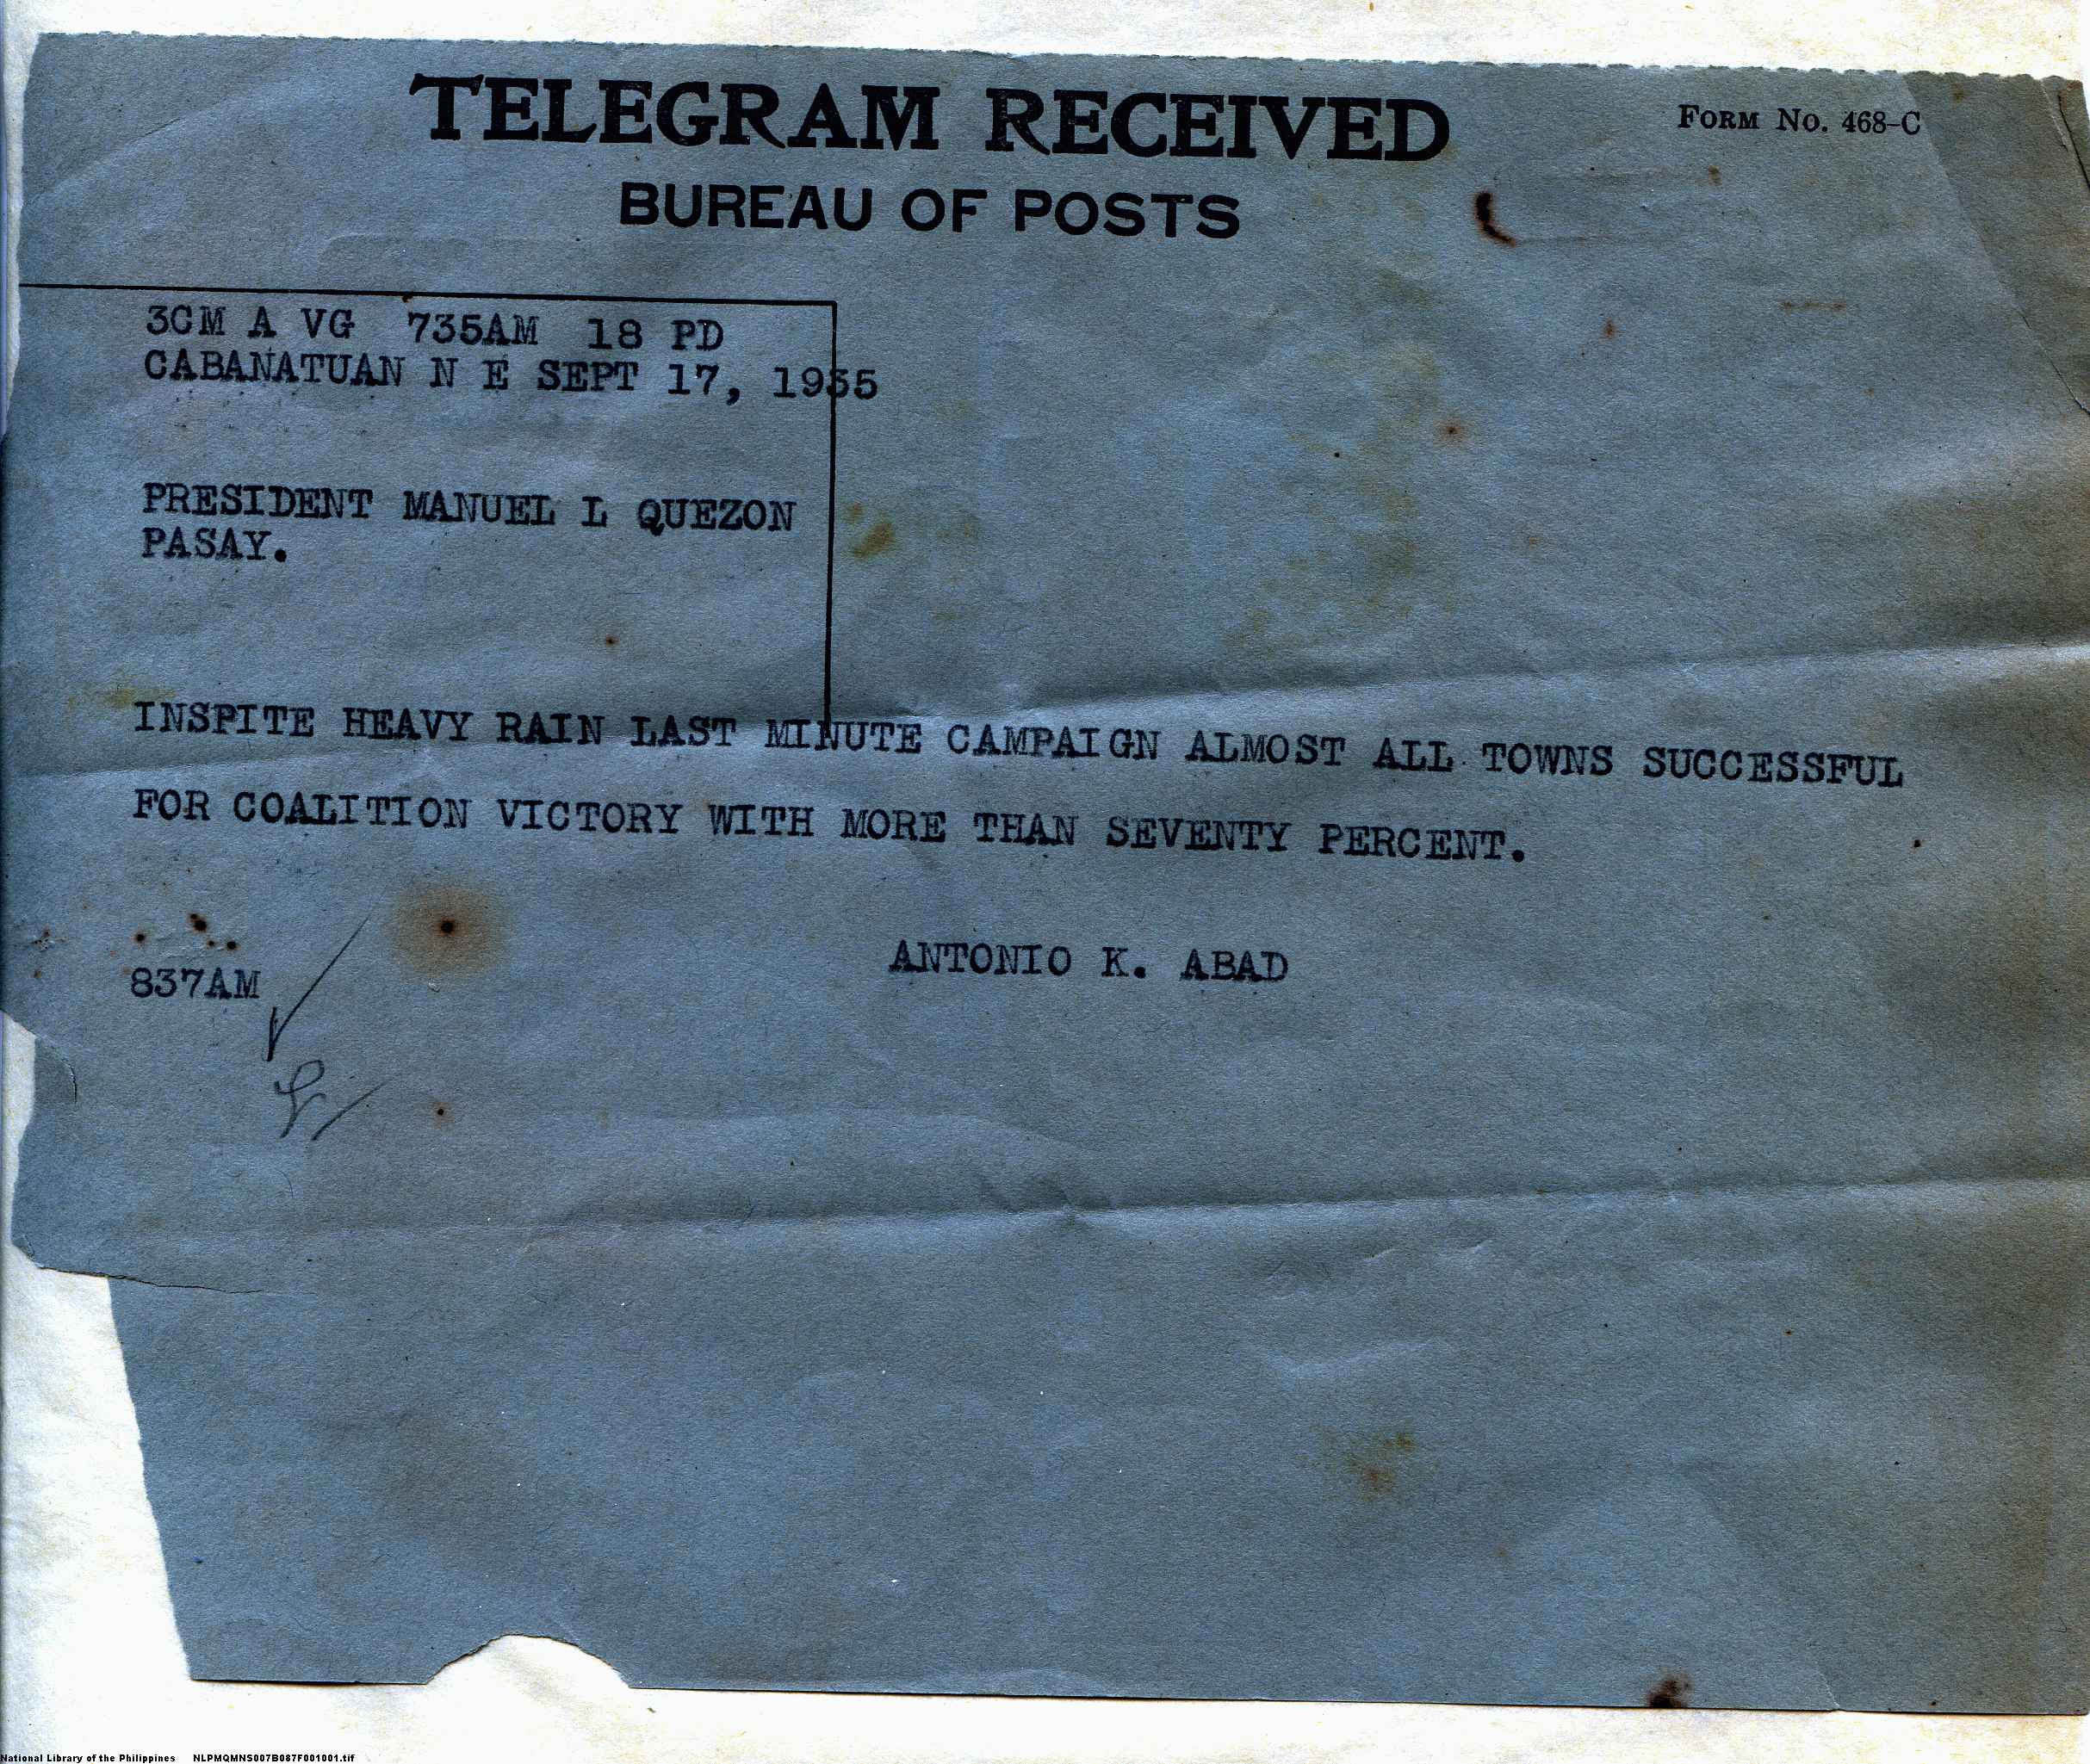 TELEGRAM RECEIVED
FORM No. 468-C
BUREAU OF POSTS
3CM A VG 735AM 18 PD
CABANATUAN N E SEPT 17, 1935
PRESIDENT MANUEL L QUEZON
PASAY.
INSPITE HEAVY RAIN LAST MINUTE CAMPAIGN ALMOST ALL TOWNS SUCCESSFUL
FOR COALITION VICTORY WITH MORE THAN SEVENTY PERCENT.
ANTONIO K. ABAD
837AM
National Library of the Philippines NLPMQMNS007B087F001001.tif